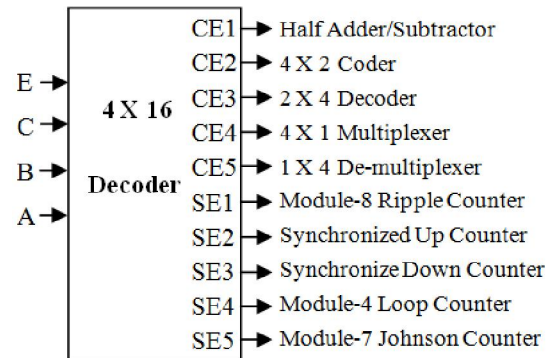 CE1 Half Adder/Subtractor
CE2 4 X 2 Coder
E
CE3 2 X 4 Decoder
4 X 16
C
CE4 4 X 1 Multiplexer
CE5 1 X 4 De-multiplexer
B
Decoder
SE1 Module-8 Ripple Counter
A
SE2 Synchronized Up Counter
SE3 Synchronize Down Counter
SE4 Module-4 Loop Counter
SE5 Module-7 Johnson Counter